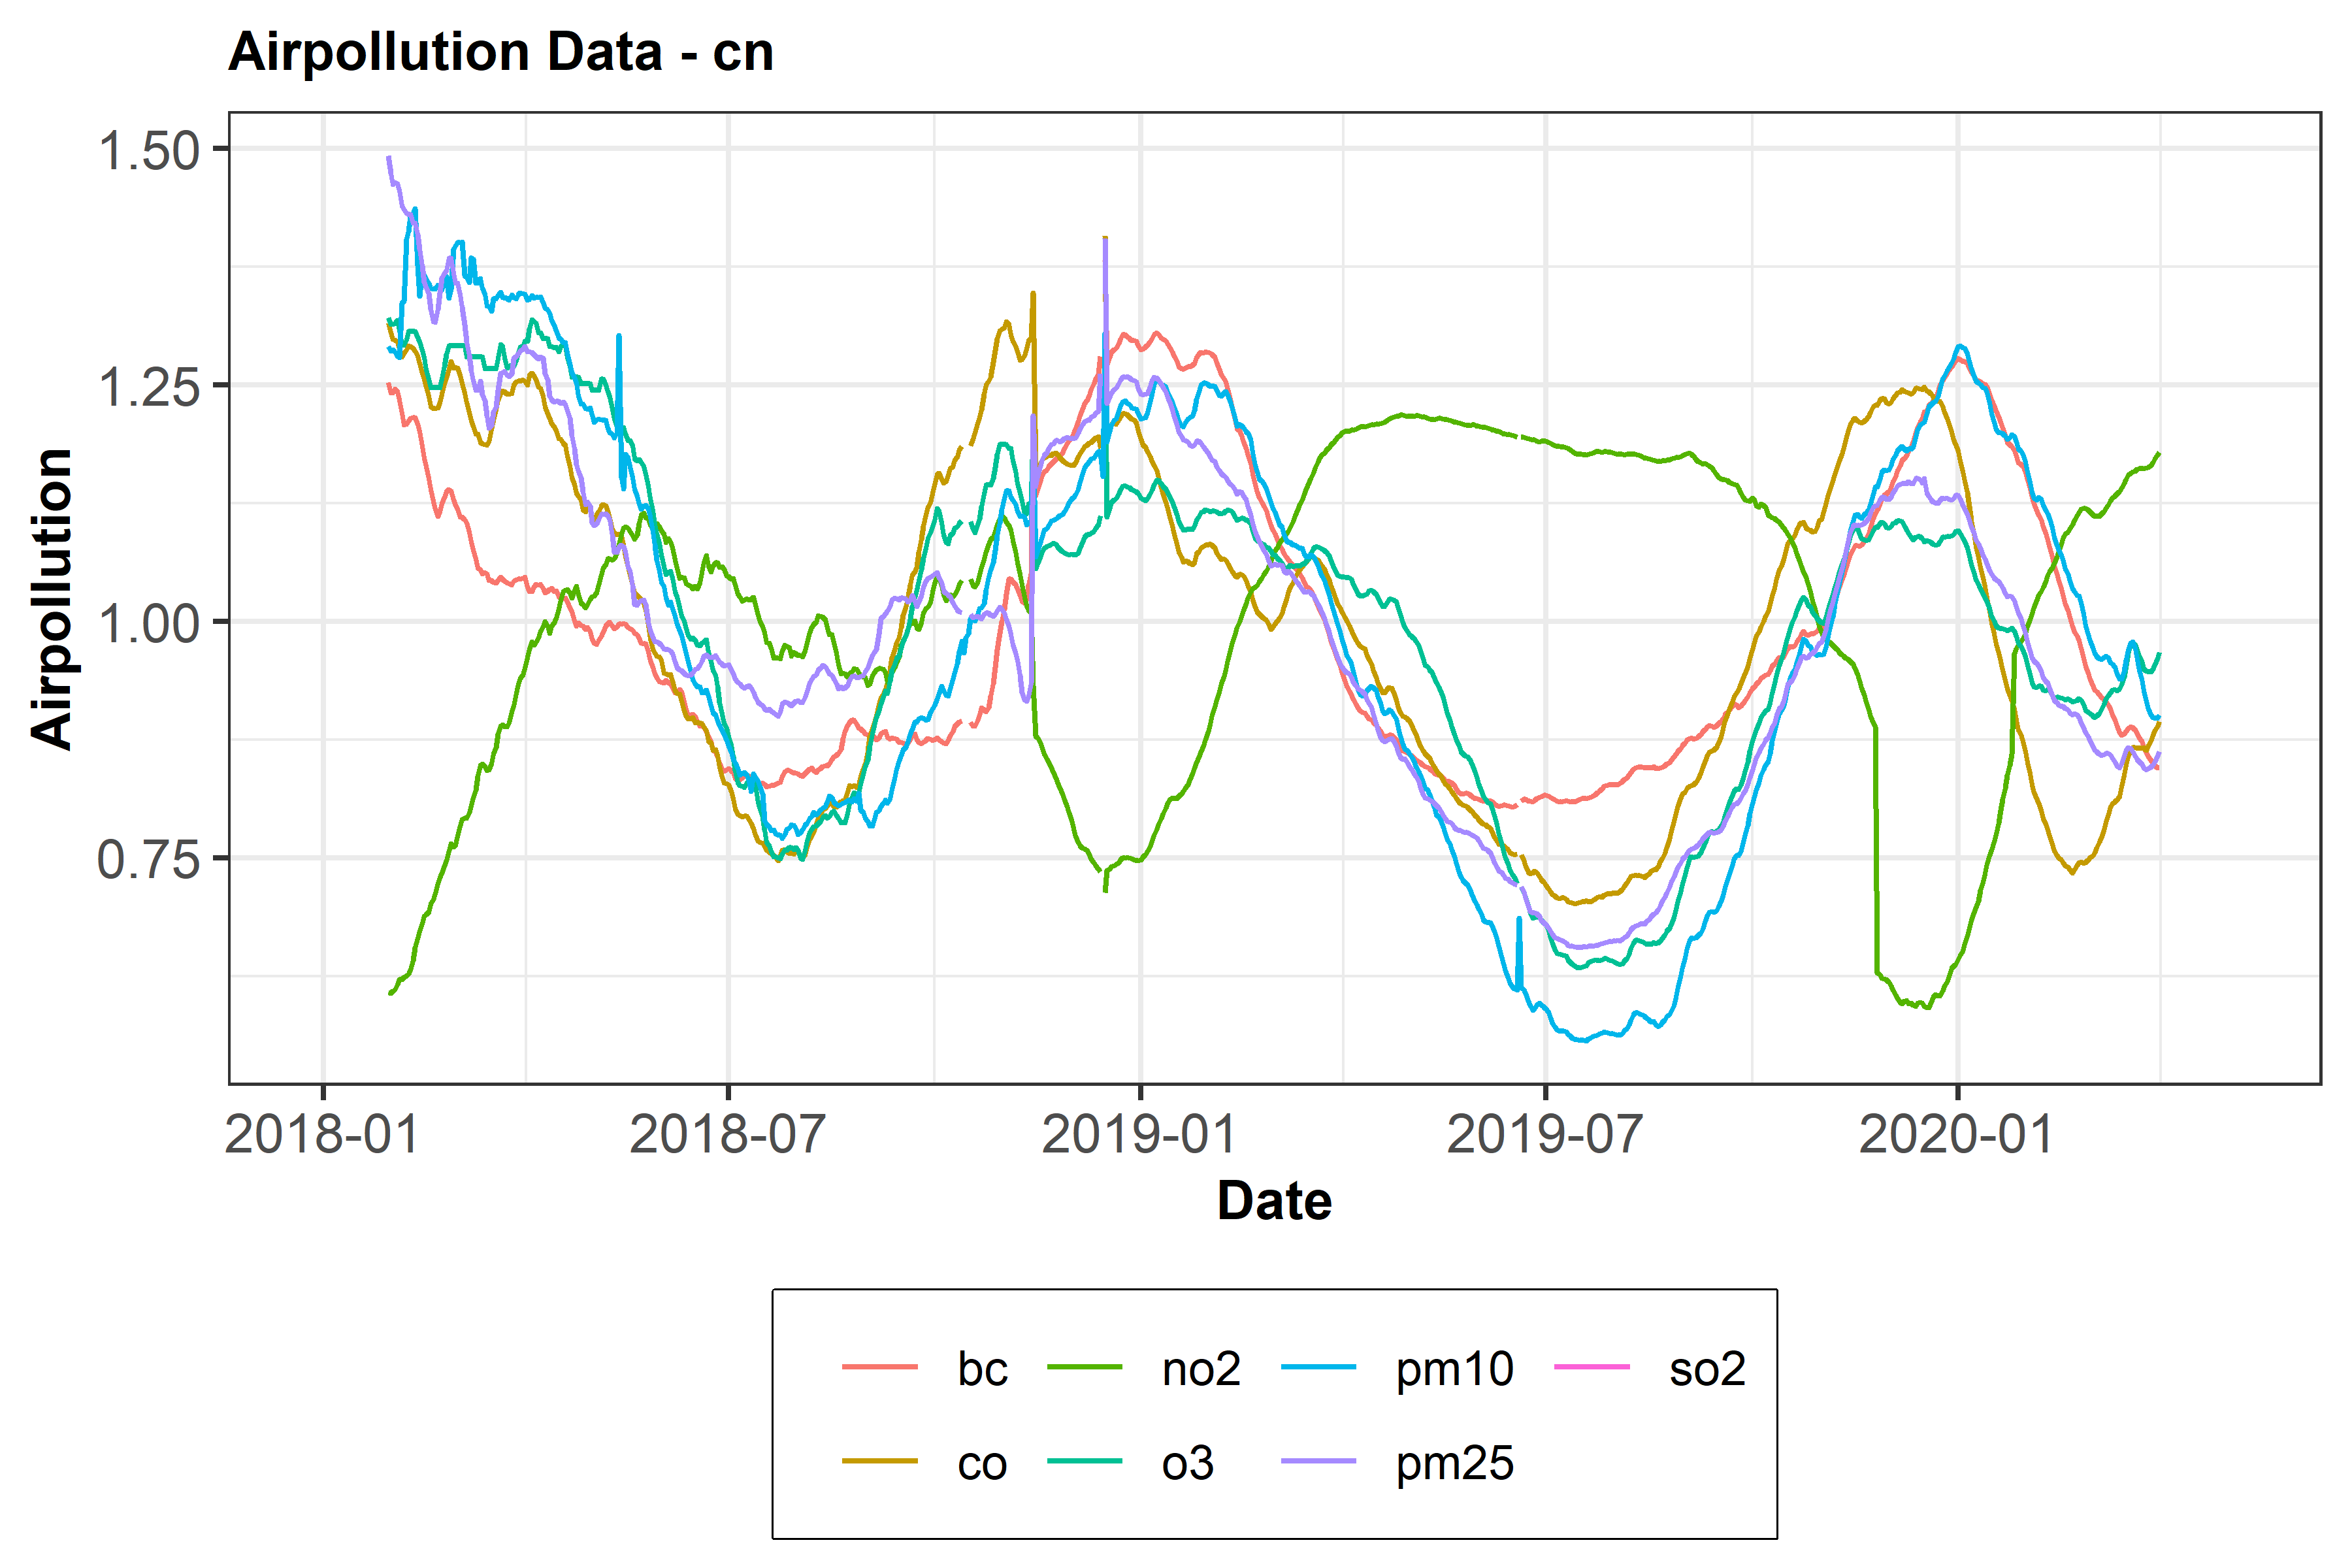 Airpollution Data - cn
1.50
1.25
1.00
0.75
Airpollution
2018-01 2018-07 2019-01 2019-07 2020-01
Date
bc no2 pm10 so2
co o3 pm25